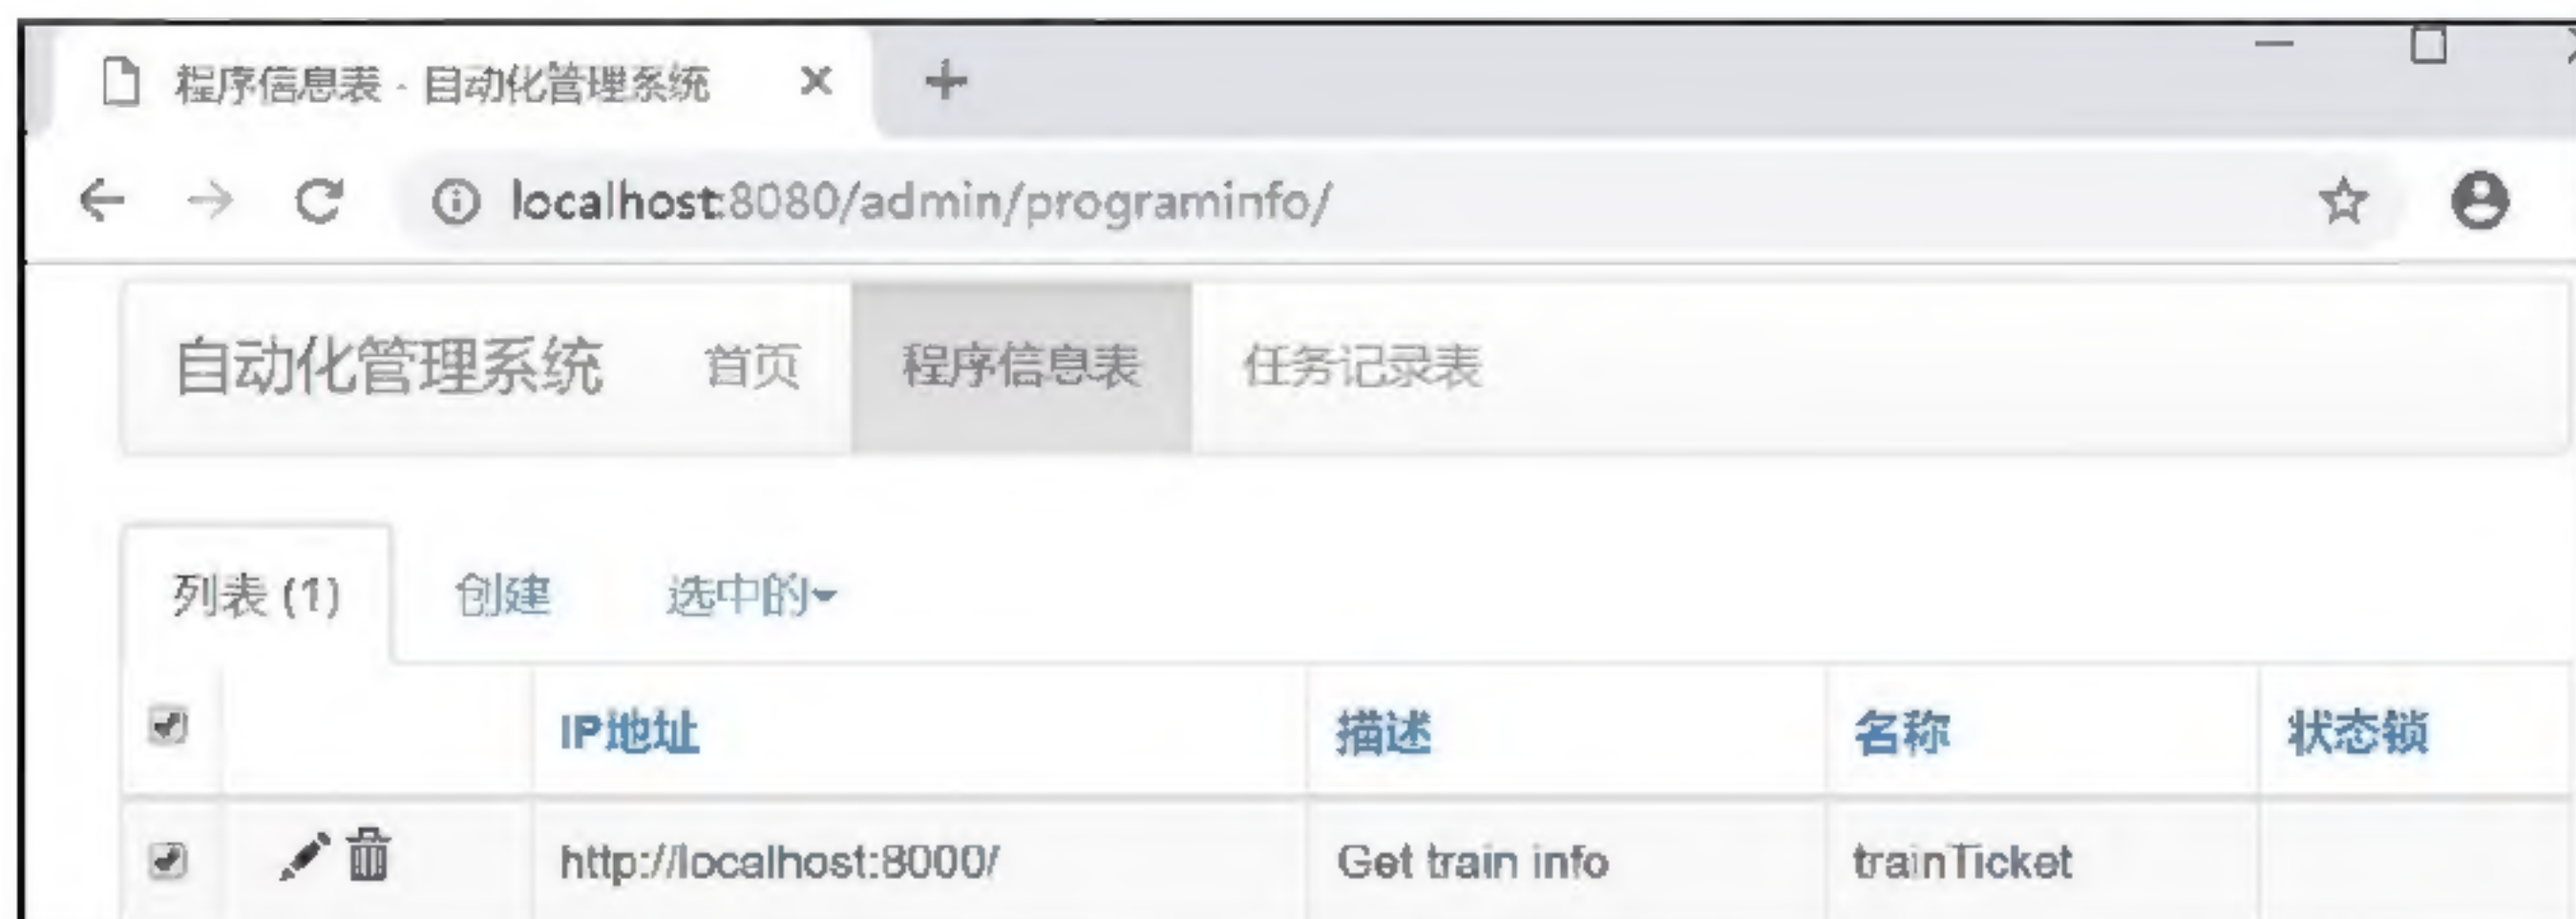 程序信息表 - 自动化管理系统
localhost:8080/admin/programinfo/
自动化管理系统 首页 程序信息表 任务记录表
列表 (1) 创建 选中的
IP地址 描述 名称 状态锁
http://localhost:8000/ Get train info trainTicket